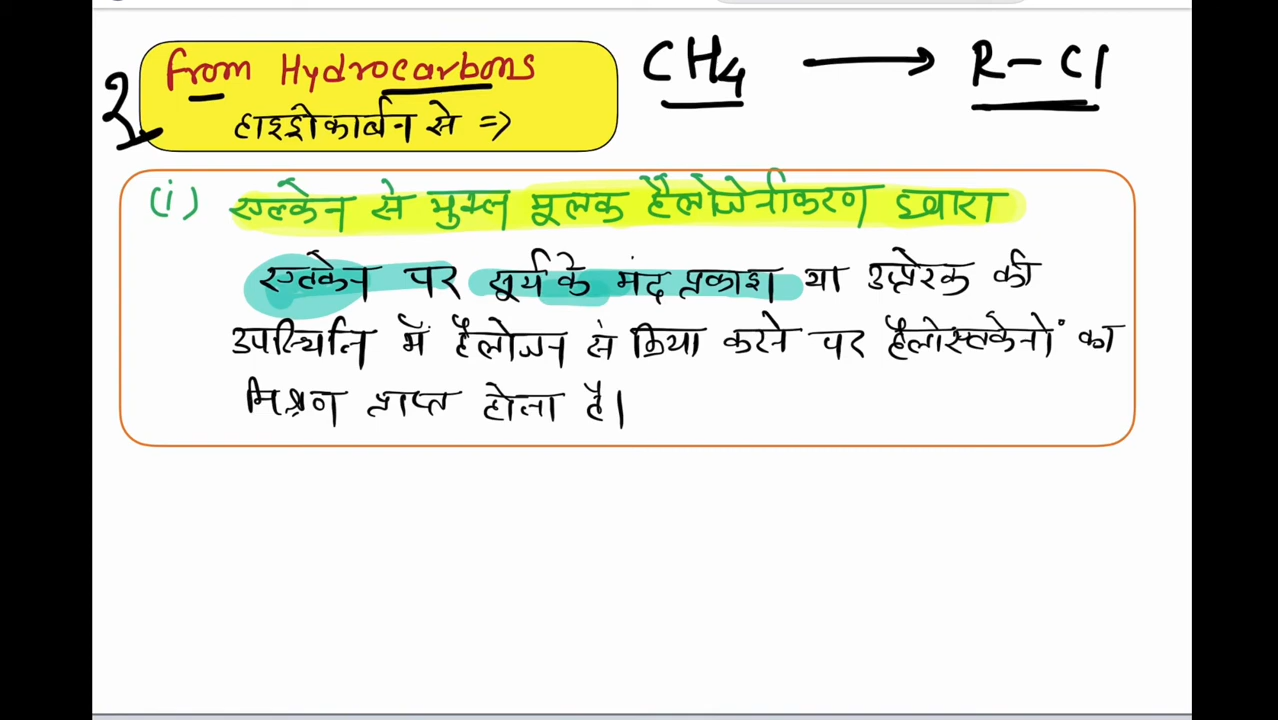 2. from Hydrocarbons
हाइड्रोकार्बन से =>
CH4 ⟶ R-Cl
(i) एल्केन से मुक्त मूलक हैलोजेनीकरण द्वारा
एल्केन पर सूर्य के मंद प्रकाश या उत्प्रेरक की
उपस्थिति में हैलोजन से क्रिया करने पर हैलोएल्केनों का
मिश्रण प्राप्त होता है।